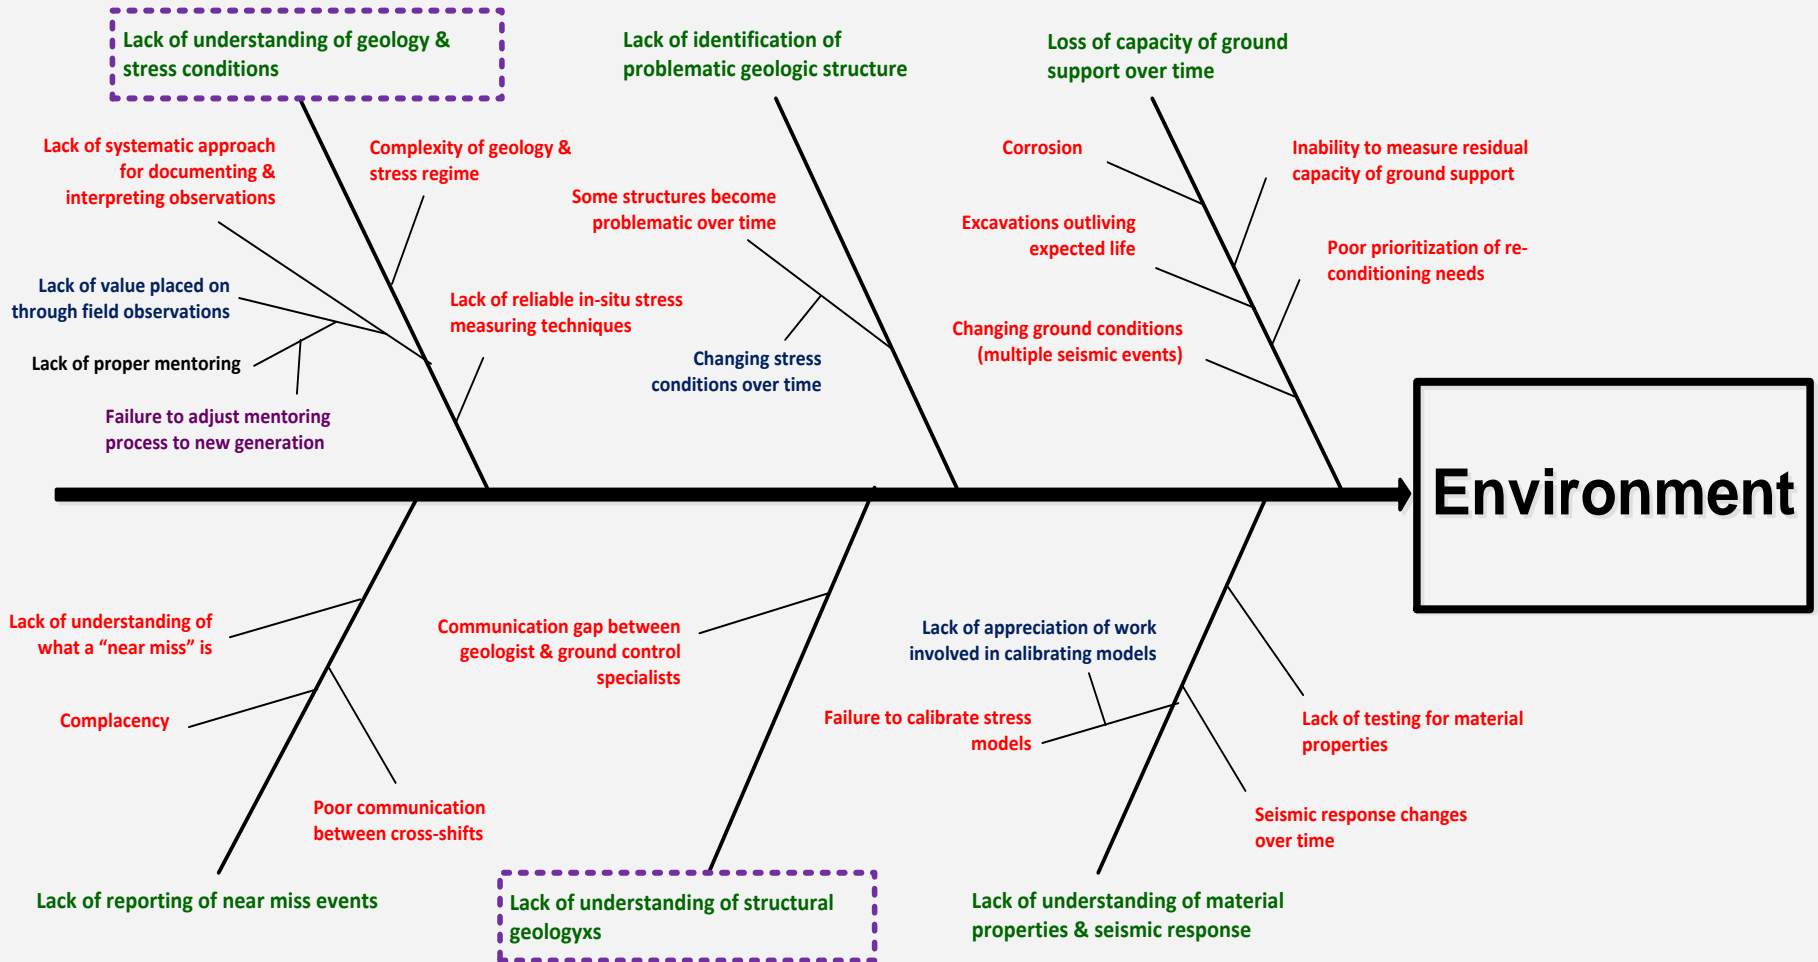 Lack of understanding of geology &
stress conditions
Lack of identification of
problematic geologic structure
Loss of capacity of ground
support over time
Lack of systematic approach
for documenting &
interpreting observations
Complexity of geology &
stress regime
Lack of value placed on
through field observations
Lack of reliable in-situ stress
measuring techniques
Lack of proper mentoring
Failure to adjust mentoring
process to new generation
Some structures become
problematic over time
Changing stress
conditions over time
Corrosion
Inability to measure residual
capacity of ground support
Excavations outliving
expected life
Poor prioritization of re-
conditioning needs
Changing ground conditions
(multiple seismic events)
Environment
Lack of understanding of
what a “near miss” is
Complacency
Poor communication
between cross-shifts
Lack of reporting of near miss events
Communication gap between
geologist & ground control
specialists
Lack of understanding of structural
geologyxs
Lack of appreciation of work
involved in calibrating models
Failure to calibrate stress
models
Lack of testing for material
properties
Seismic response changes
over time
Lack of understanding of material
properties & seismic response